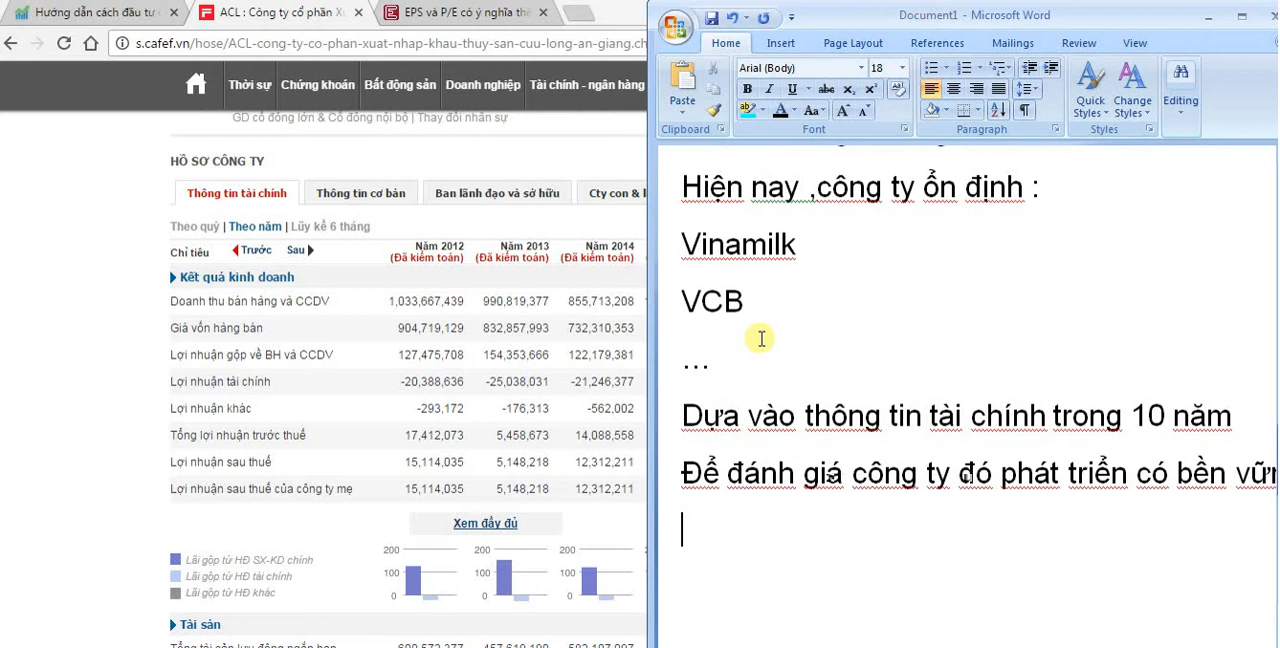 Hướng dẫn cách đầu tư
ACL : Công ty cổ phần X
EPS và P/E có ý nghĩa
s.cafef.vn/hose/ACL-cong-ty-co-phan-xuat-nhap-khau-thuy-san-cuu-long-an-giang.ch
Thời sự Chứng khoán Bất động sản Doanh nghiệp Tài chính - ngân hàng
GD cổ đông lớn & Cổ đông nội bộ | Thay đổi nhân sự
HỒ SƠ CÔNG TY
Thông tin tài chính Thông tin cơ bản Ban lãnh đạo và sở hữu Cty con &
Theo quý | Theo năm | Lũy kế 6 tháng
Chỉ tiêu Trước Sau Năm 2012 Năm 2013 Năm 2014
(Đã kiểm toán) (Đã kiểm toán) (Đã kiểm toán)
Kết quả kinh doanh
Doanh thu bán hàng và CCDV 1,033,667,439 990,819,377 855,713,208
Giá vốn hàng bán 904,719,129 832,857,993 732,310,353
Lợi nhuận gộp về BH và CCDV 127,475,708 154,353,666 122,179,381
Lợi nhuận tài chính -20,388,636 -25,038,031 -21,246,377
Lợi nhuận khác -293,172 -176,313 -562,002
Tổng lợi nhuận trước thuế 17,412,073 5,458,673 14,088,558
Lợi nhuận sau thuế 15,114,035 5,148,218 12,312,211
Lợi nhuận sau thuế của công ty mẹ 15,114,035 5,148,218 12,312,211
Xem đầy đủ
200 200 200
100 100 100
0 0 0
Lãi gộp từ HĐ SX-KD chính
Lãi gộp từ HĐ tài chính
Lãi gộp từ HĐ khác
Tài sản
Document1 - Microsoft Word
Home Insert Page Layout References Mailings Review View
Paste
Arial (Body) 18
Quick Styles
Change Styles
Editing
Clipboard Font Paragraph Styles
Hiện nay ,công ty ổn định :
Vinamilk
VCB
...
Dựa vào thông tin tài chính trong 10 năm
Để đánh giá công ty đó phát triển có bền